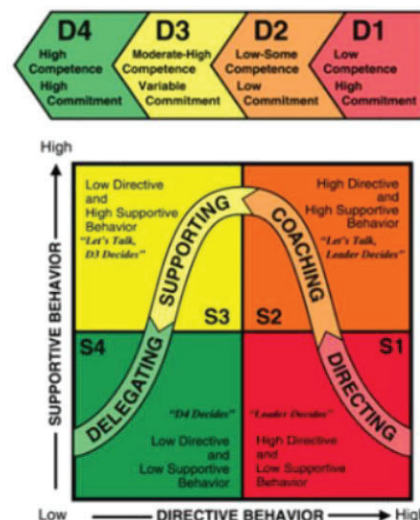 D4
High
Competence
High
Commitment
D3
Moderate-High
Competence
Variable
Commitment
D2
Low-Some
Competence
Low
Commitment
D1
Low
Competence
High
Commitment
High
SUPPORTIVE BEHAVIOR
Low Directive
and
High Supportive
Behavior
"Let's Talk,
D3 Decides"
SUPPORTING
S3
High Directive
and
High Supportive
Behavior
"Let's Talk,
Leader Decides"
COACHING
S2
S4
DELEGATING
"D4 Decides"
Low Directive
and
Low Supportive
Behavior
S1
DIRECTING
"Leader Decides"
High Directive
and
Low Supportive
Behavior
Low
DIRECTIVE BEHAVIOR
High